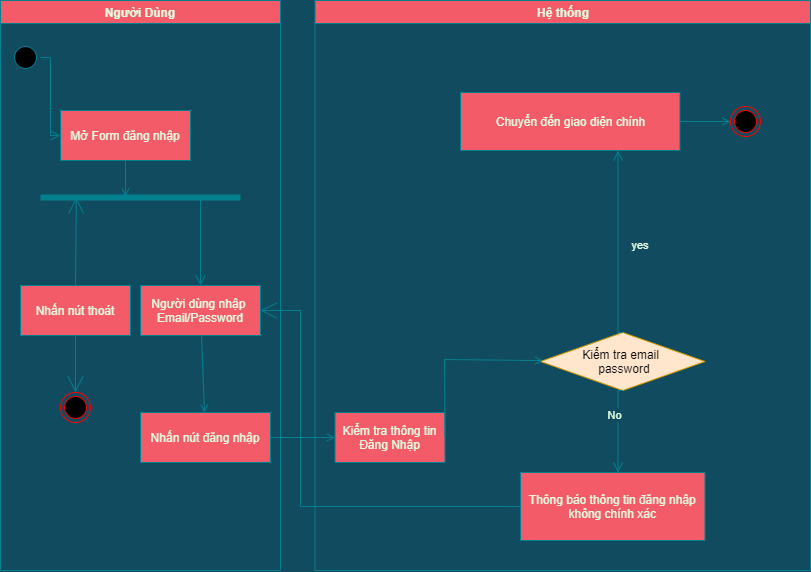 Người Dùng
Hệ thống
Mở Form đăng nhập
Chuyển đến giao diện chính
yes
Nhấn nút thoát
Người dùng nhập
Email/Password
Kiểm tra email
password
No
Nhấn nút đăng nhập
Kiểm tra thông tin
Đăng Nhập
Thông báo thông tin đăng nhập
không chính xác